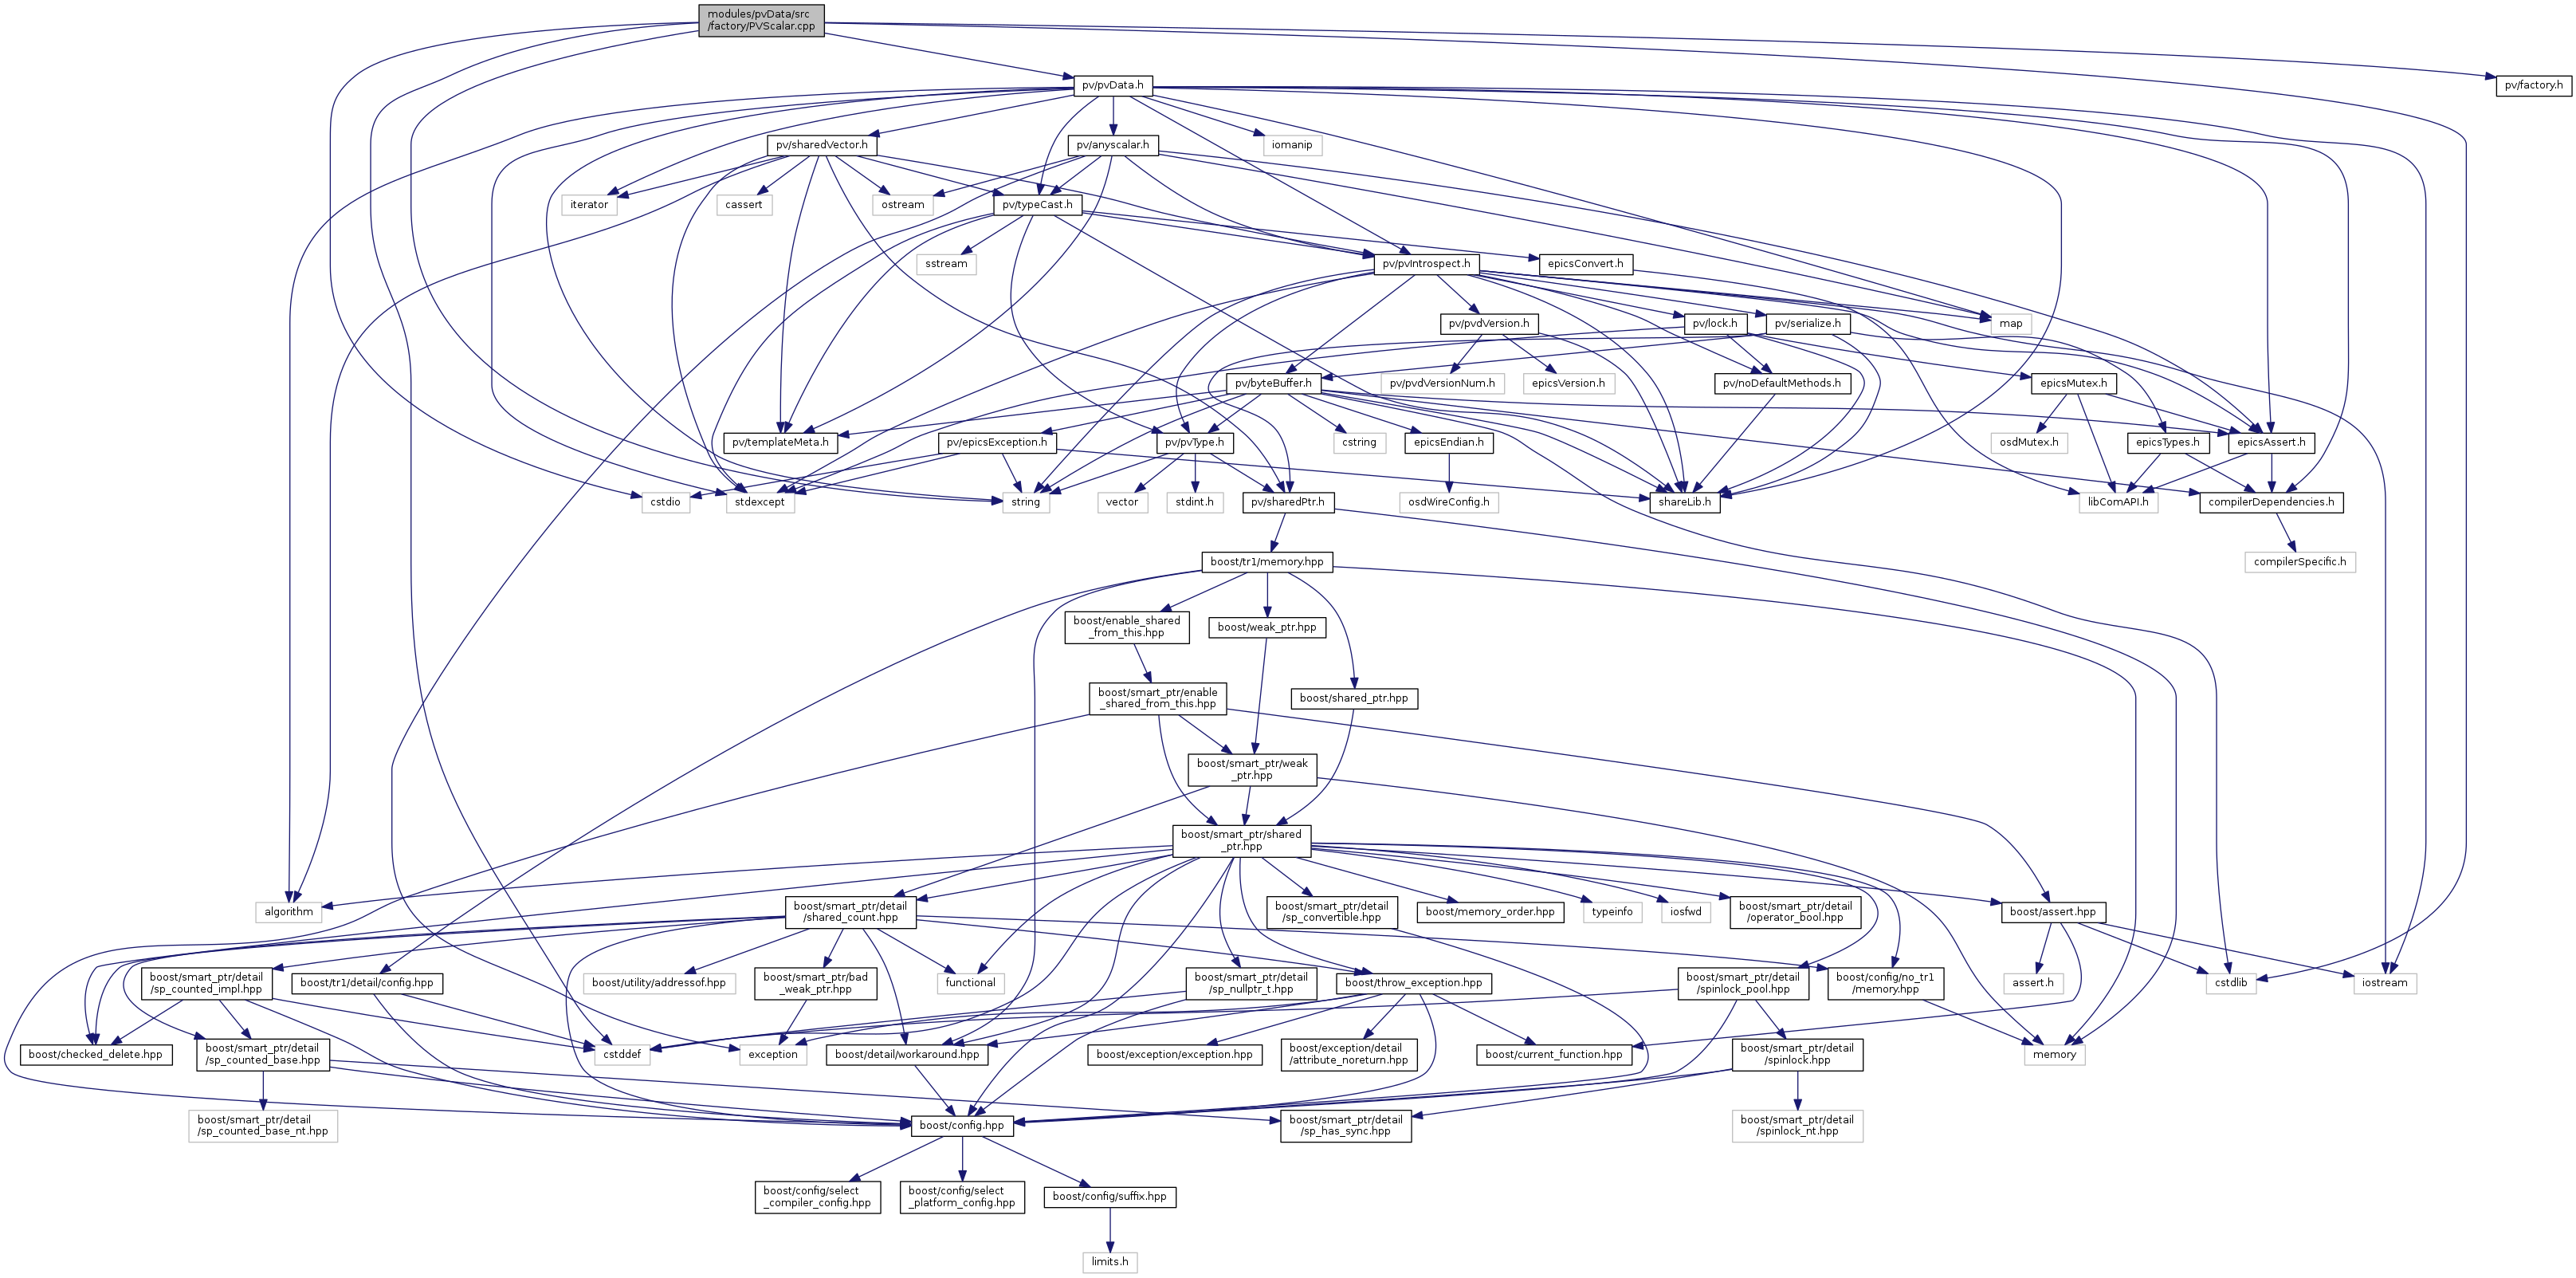 modules/pvData/src
/factory/PVScalar.cpp
pv/pvData.h
pv/factory.h
pv/sharedVector.h
pv/anyscalar.h
iomanip
iterator
cassert
ostream
pv/typeCast.h
sstream
pv/pvIntrospect.h
epicsConvert.h
pv/pvdVersion.h
pv/lock.h
pv/serialize.h
map
pv/byteBuffer.h
pv/pvdVersionNum.h
epicsVersion.h
pv/noDefaultMethods.h
epicsMutex.h
pv/templateMeta.h
pv/epicsException.h
pv/pvType.h
cstring
epicsEndian.h
osdMutex.h
epicsTypes.h
epicsAssert.h
cstdio
stdexcept
string
vector
stdint.h
pv/sharedPtr.h
osdWireConfig.h
shareLib.h
libComAPI.h
compilerDependencies.h
boost/tr1/memory.hpp
compilerSpecific.h
boost/enable_shared
_from_this.hpp
boost/weak_ptr.hpp
boost/smart_ptr/enable
_shared_from_this.hpp
boost/shared_ptr.hpp
boost/smart_ptr/weak
_ptr.hpp
boost/smart_ptr/shared
_ptr.hpp
algorithm
boost/smart_ptr/detail
/shared_count.hpp
boost/smart_ptr/detail
/sp_convertible.hpp
boost/memory_order.hpp
typeinfo
iosfwd
boost/smart_ptr/detail
/operator_bool.hpp
boost/assert.hpp
boost/smart_ptr/detail
/sp_counted_impl.hpp
boost/tr1/detail/config.hpp
boost/utility/addressof.hpp
boost/smart_ptr/bad
_weak_ptr.hpp
functional
boost/smart_ptr/detail
/sp_nullptr_t.hpp
boost/throw_exception.hpp
boost/smart_ptr/detail
/spinlock_pool.hpp
boost/config/no_tr1
/memory.hpp
assert.h
cstdlib
iostream
boost/checked_delete.hpp
boost/smart_ptr/detail
/sp_counted_base.hpp
cstddef
exception
boost/detail/workaround.hpp
boost/exception/exception.hpp
boost/exception/detail
/attribute_noreturn.hpp
boost/current_function.hpp
boost/smart_ptr/detail
/spinlock.hpp
memory
boost/smart_ptr/detail
/sp_counted_base_nt.hpp
boost/config.hpp
boost/smart_ptr/detail
/sp_has_sync.hpp
boost/smart_ptr/detail
/spinlock_nt.hpp
boost/config/select
_compiler_config.hpp
boost/config/select
_platform_config.hpp
boost/config/suffix.hpp
limits.h